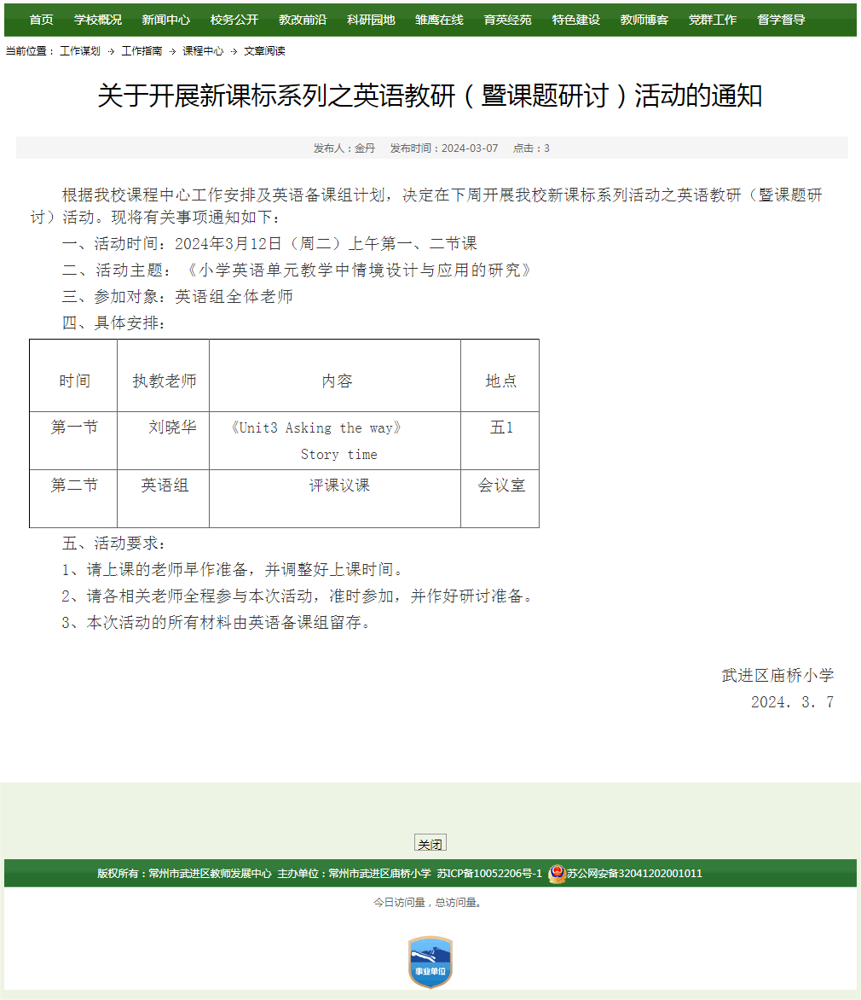 首页 学校概况 新闻中心 校务公开 教改前沿 科研园地 雏鹰在线 育英经苑 特色建设 教师博客 党群工作 督学督导
当前位置： 工作谋划 → 工作指南 → 课程中心 → 文章阅读
关于开展新课标系列之英语教研（暨课题研讨）活动的通知
发布人：金丹 发布时间：2024-03-07 点击：3
根据我校课程中心工作安排及英语备课组计划，决定在下周开展我校新课标系列活动之英语教研（暨课题研
讨）活动。现将有关事项通知如下：
一、活动时间：2024年3月12日（周二）上午第一、二节课
二、活动主题：《小学英语单元教学中情境设计与应用的研究》
三、参加对象：英语组全体老师
四、具体安排：
时间 执教老师 内容 地点
第一节 刘晓华 《Unit3 Asking the way》 五1
Story time
第二节 英语组 评课议课 会议室
五、活动要求：
1、请上课的老师早作准备，并调整好上课时间。
2、请各相关老师全程参与本次活动，准时参加，并作好研讨准备。
3、本次活动的所有材料由英语备课组留存。
武进区庙桥小学
2024. 3. 7
关闭
版权所有：常州市武进区教师发展中心 主办单位：常州市武进区庙桥小学 苏ICP备10052206号-1 苏公网安备32041202001011
今日访问量，总访问量。
事业单位